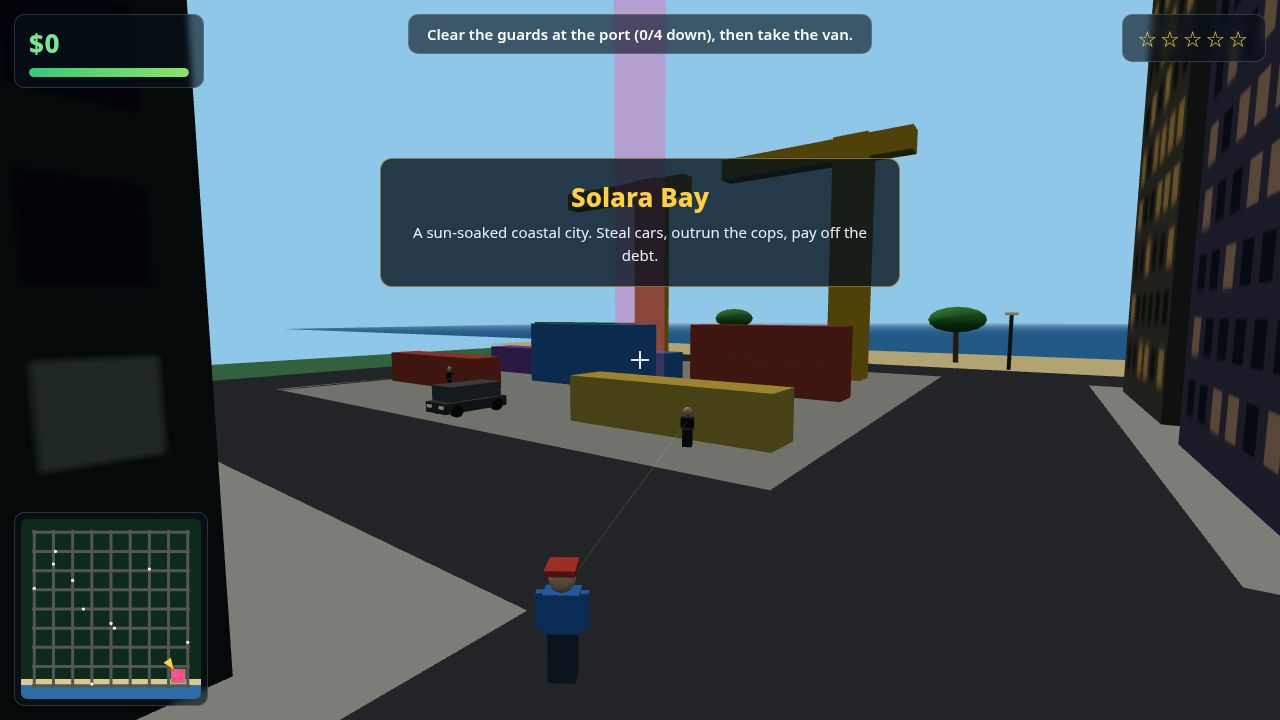 $0
Clear the guards at the port (0/4 down), then take the van.
☆☆☆☆☆
Solara Bay
A sun-soaked coastal city. Steal cars, outrun the cops, pay off the
debt.